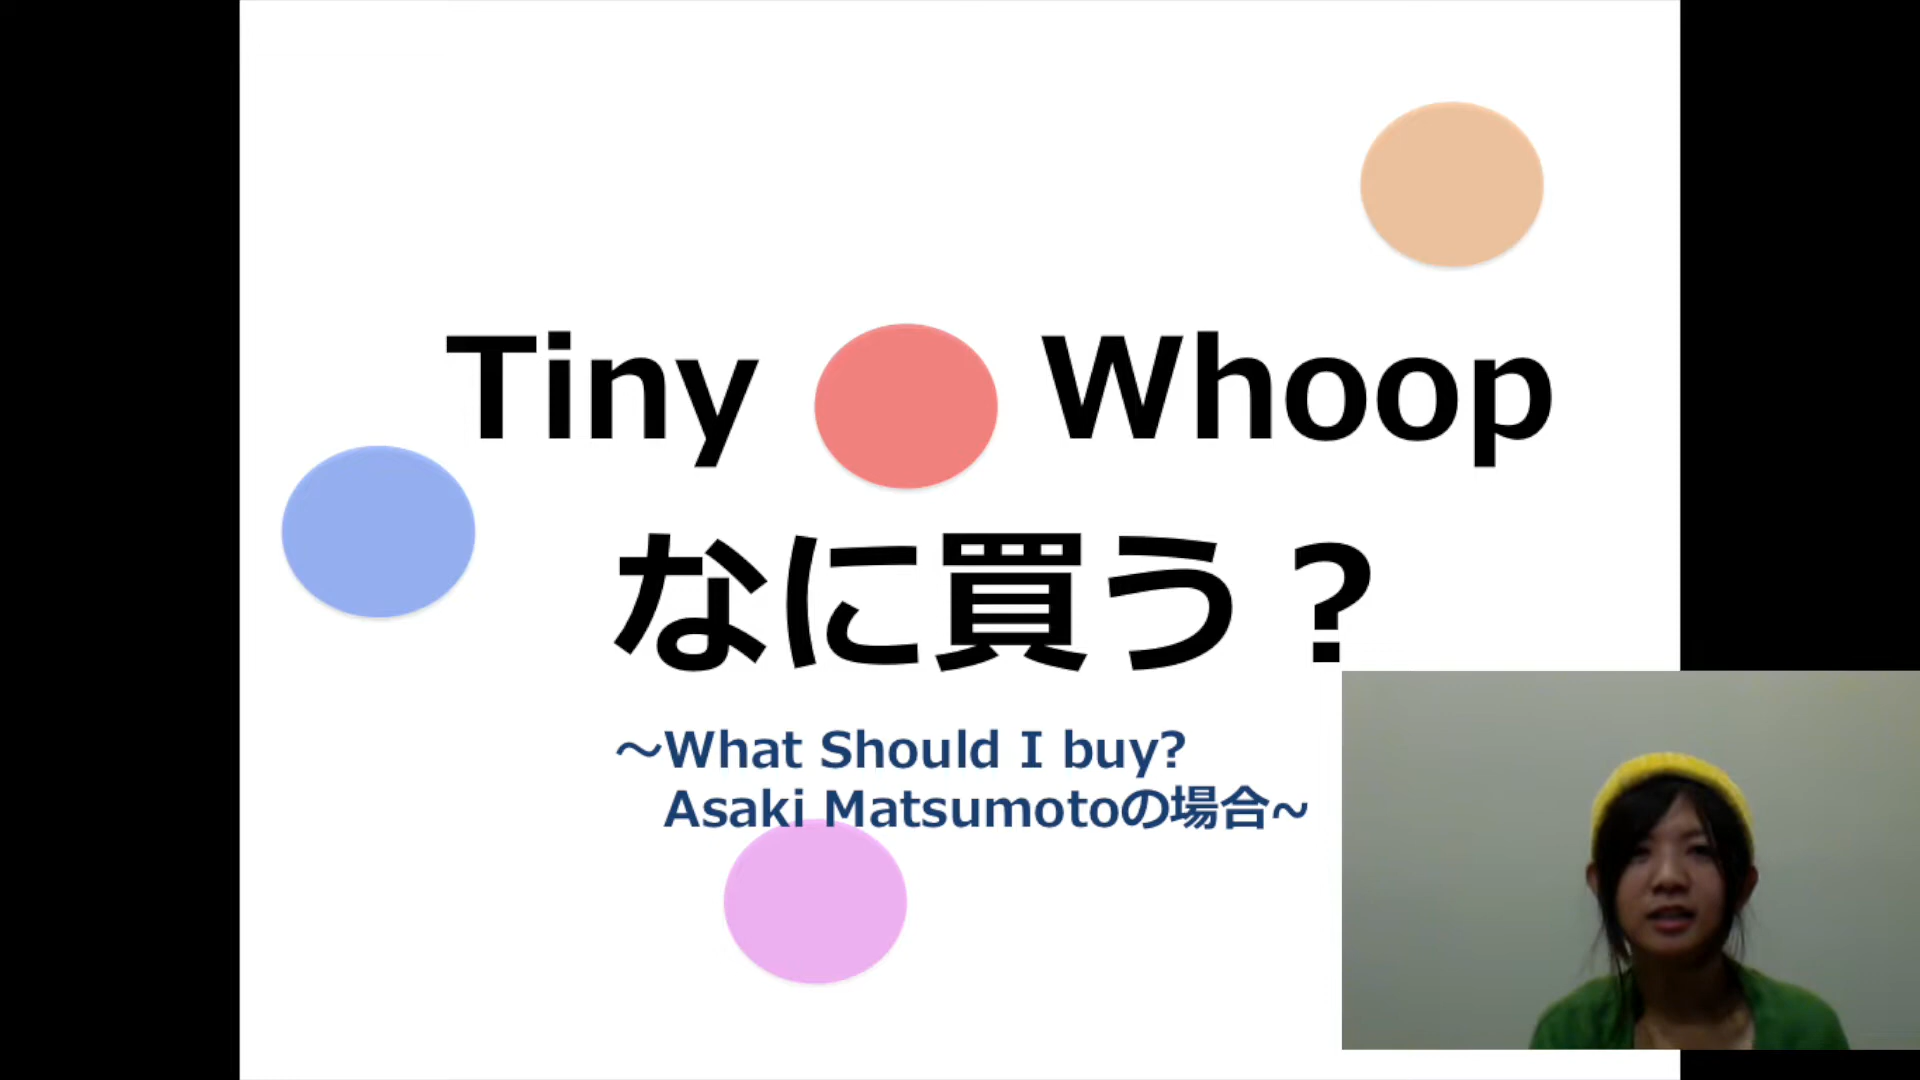 Tiny Whoop
なに買う？
～What Should I buy?
Asaki Matsumotoの場合~